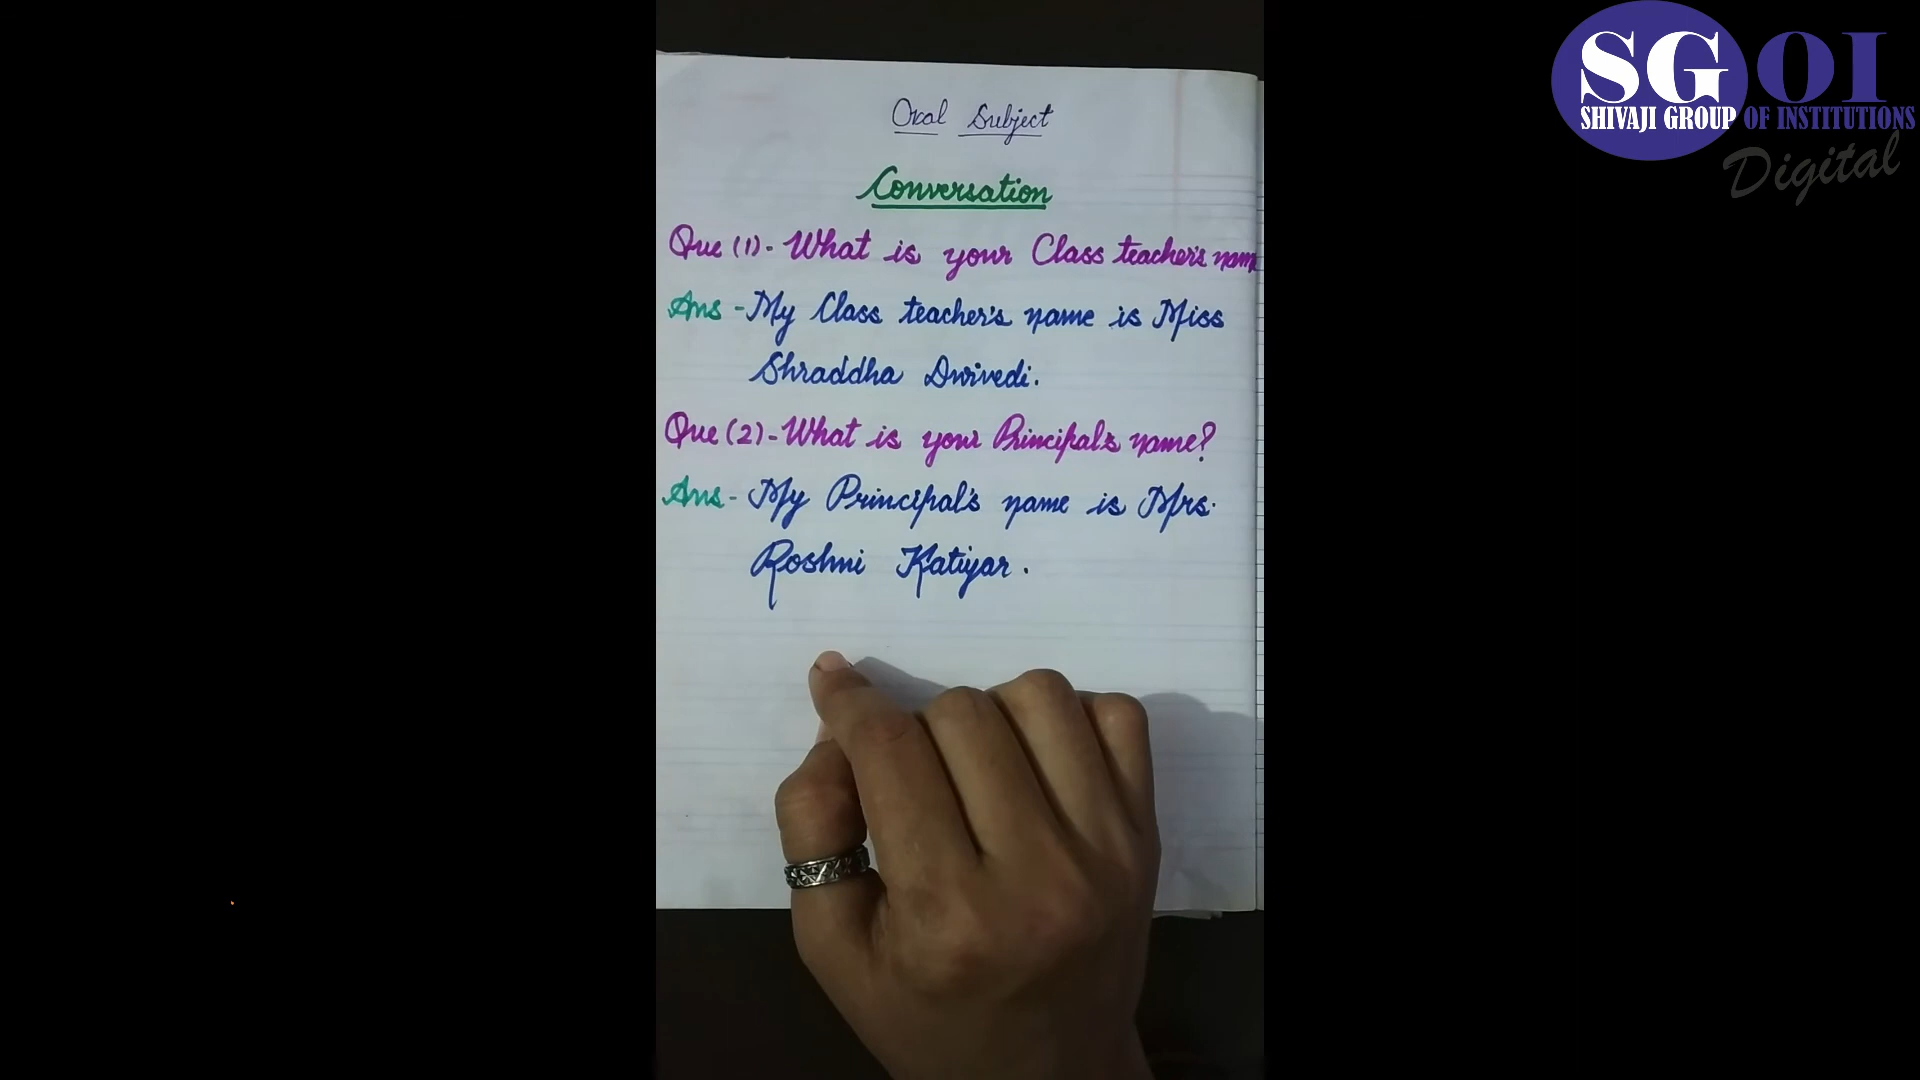 Oral Subject
Conversation
Que (1)- What is your Class teacher's name
Ans - My Class teacher's name is Miss
Shraddha Dwivedi.
Que (2)- What is your Principal's name?
Ans- My Principal's name is Mrs.
Roshni Katiyar.
SGOI
SHIVAJI GROUP OF INSTITUTIONS
Digital